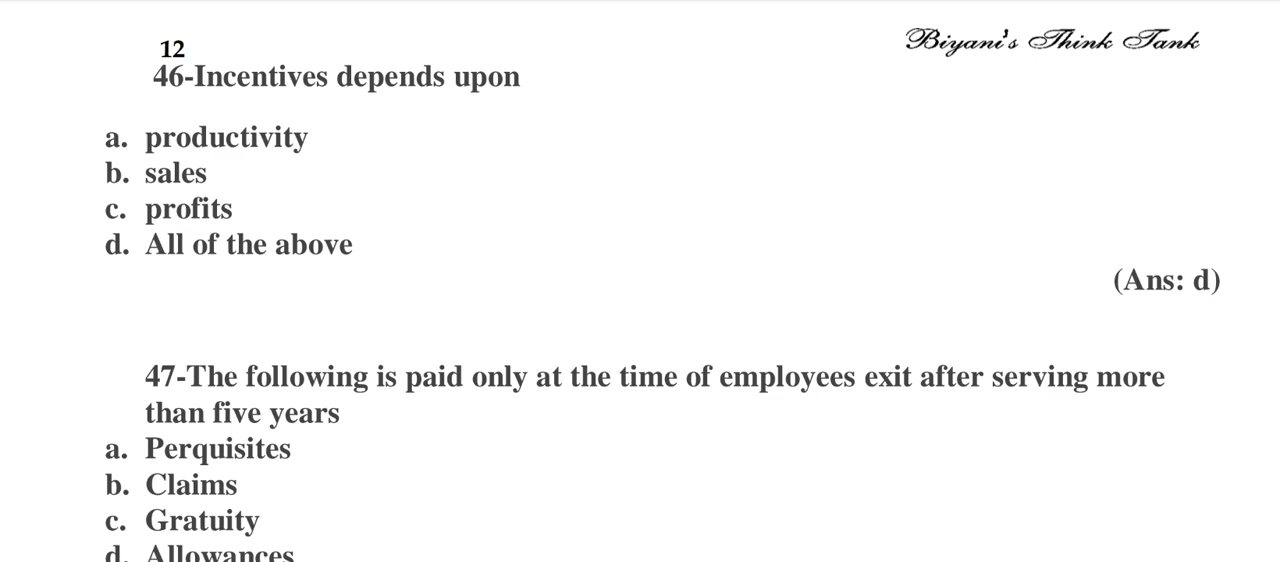 12
Biyani's Think Tank
46-Incentives depends upon
a. productivity
b. sales
c. profits
d. All of the above
(Ans: d)
47-The following is paid only at the time of employees exit after serving more
than five years
a. Perquisites
b. Claims
c. Gratuity
d. Allowances